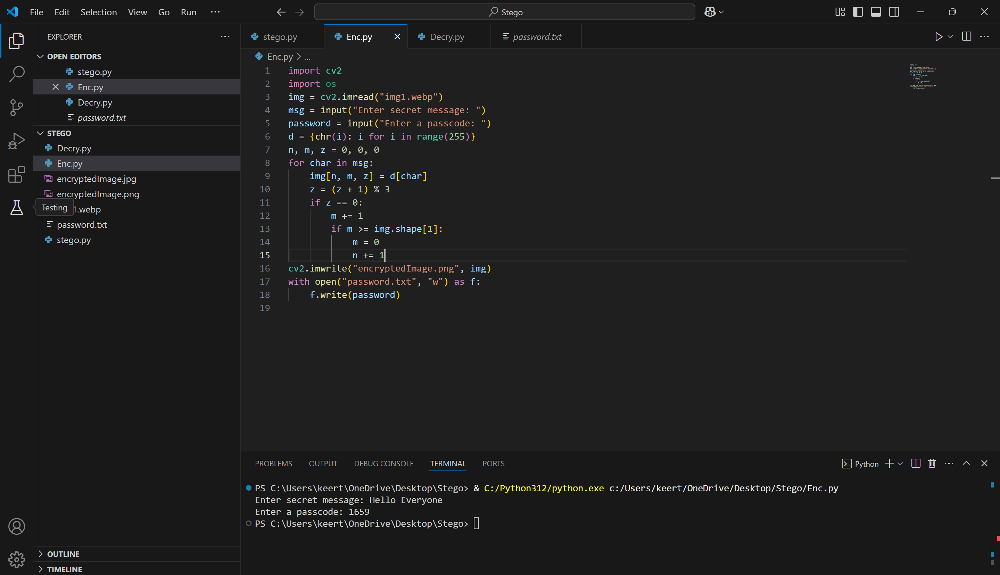 File Edit Selection View Go Run ··· Stego
EXPLORER ···
OPEN EDITORS
stego.py
Enc.py
Decry.py
password.txt
STEGO
Decry.py
Enc.py
encryptedImage.jpg
encryptedImage.png
Testing 1.webp
password.txt
stego.py
OUTLINE
TIMELINE
stego.py Enc.py Decry.py password.txt
Enc.py > ...
1 import cv2
2 import os
3 img = cv2.imread("img1.webp")
4 msg = input("Enter secret message: ")
5 password = input("Enter a passcode: ")
6 d = {chr(i): i for i in range(255)}
7 n, m, z = 0, 0, 0
8 for char in msg:
9     img[n, m, z] = d[char]
10     z = (z + 1) % 3
11     if z == 0:
12         m += 1
13         if m >= img.shape[1]:
14             m = 0
15             n += 1
16 cv2.imwrite("encryptedImage.png", img)
17 with open("password.txt", "w") as f:
18     f.write(password)
19
PROBLEMS OUTPUT DEBUG CONSOLE TERMINAL PORTS Python
PS C:\Users\keert\OneDrive\Desktop\Stego> & C:/Python312/python.exe c:/Users/keert/OneDrive/Desktop/Stego/Enc.py
Enter secret message: Hello Everyone
Enter a passcode: 1659
PS C:\Users\keert\OneDrive\Desktop\Stego>